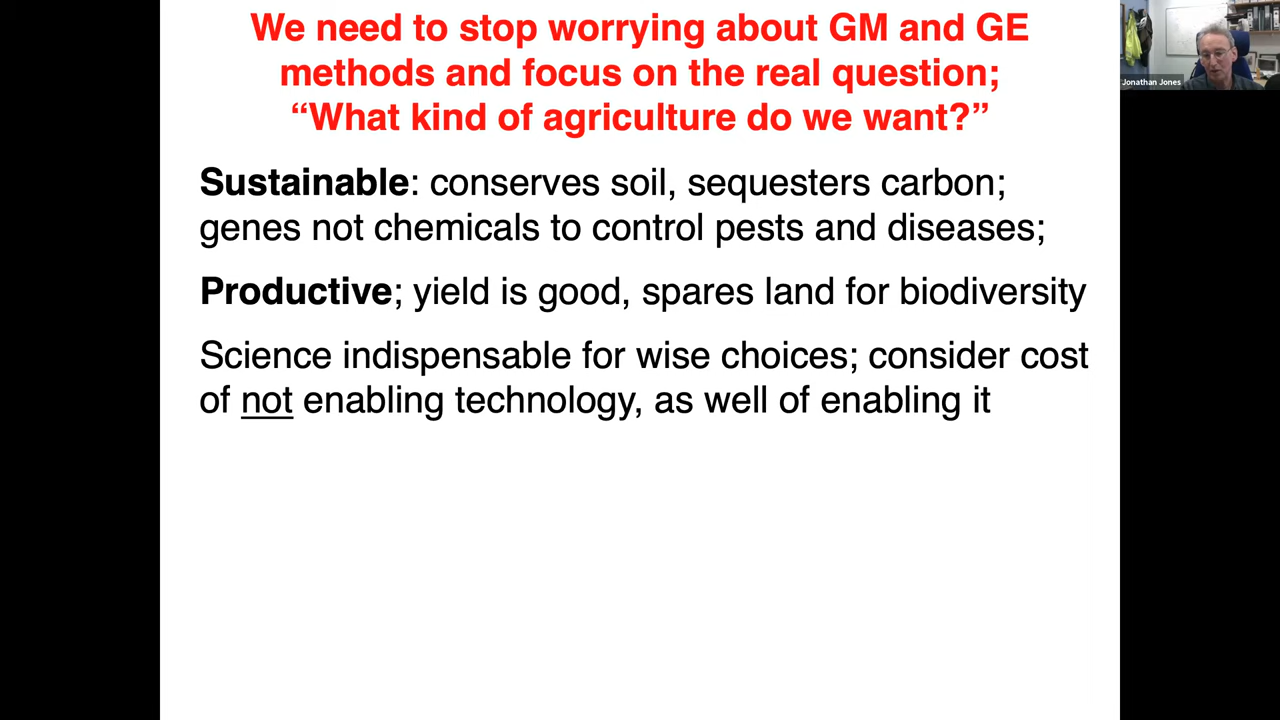 We need to stop worrying about GM and GE
methods and focus on the real question;
“What kind of agriculture do we want?”
Sustainable: conserves soil, sequesters carbon;
genes not chemicals to control pests and diseases;
Productive; yield is good, spares land for biodiversity
Science indispensable for wise choices; consider cost
of not enabling technology, as well of enabling it
Jonathan Jones